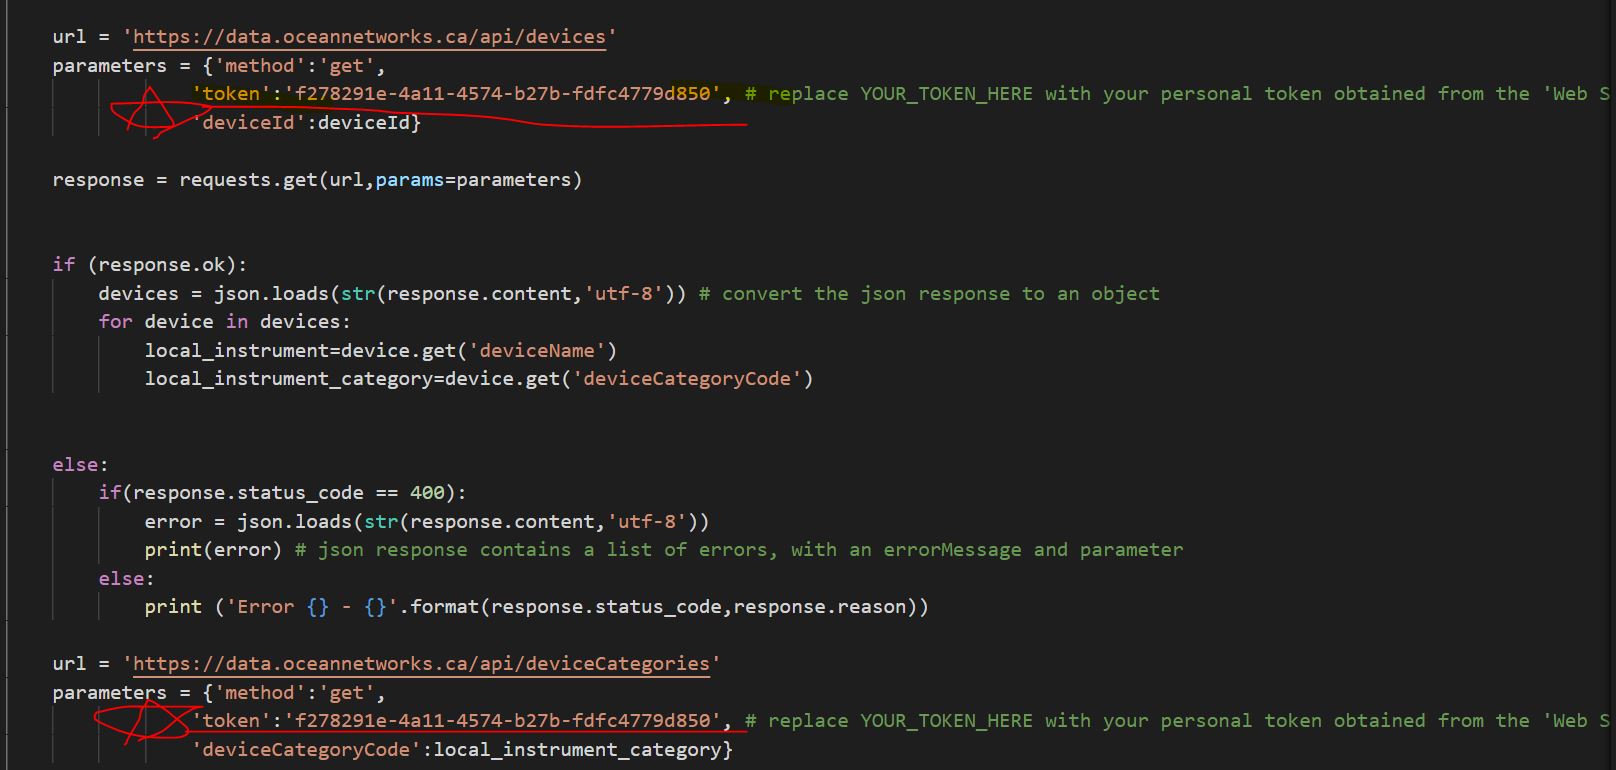 url = 'https://data.oceannetworks.ca/api/devices'
parameters = {'method':'get',
'token':'f278291e-4a11-4574-b27b-fdfc4779d850', # replace YOUR_TOKEN_HERE with your personal token obtained from the 'Web S
'deviceId':deviceId}
response = requests.get(url,params=parameters)
if (response.ok):
devices = json.loads(str(response.content,'utf-8')) # convert the json response to an object
for device in devices:
local_instrument=device.get('deviceName')
local_instrument_category=device.get('deviceCategoryCode')
else:
if(response.status_code == 400):
error = json.loads(str(response.content,'utf-8'))
print(error) # json response contains a list of errors, with an errorMessage and parameter
else:
print ('Error {} - {}'.format(response.status_code,response.reason))
url = 'https://data.oceannetworks.ca/api/deviceCategories'
parameters = {'method':'get',
'token':'f278291e-4a11-4574-b27b-fdfc4779d850', # replace YOUR_TOKEN_HERE with your personal token obtained from the 'Web S
'deviceCategoryCode':local_instrument_category}